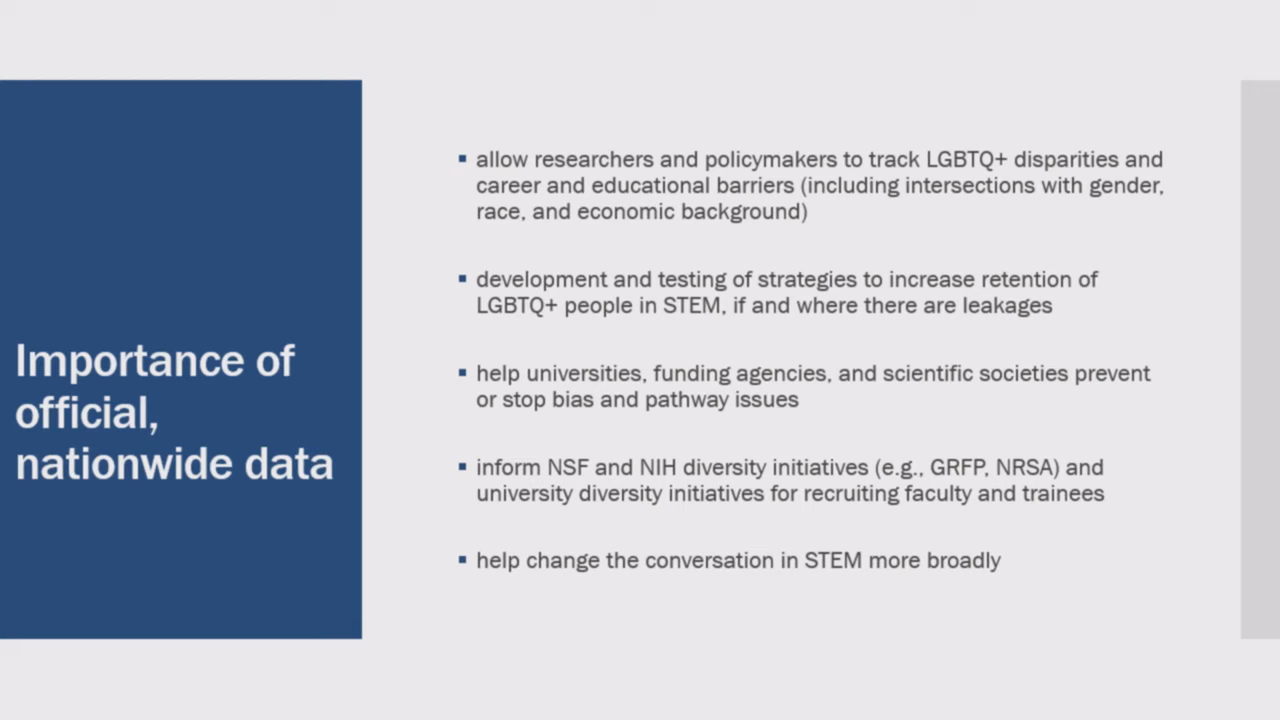 Importance of
official,
nationwide data
▪ allow researchers and policymakers to track LGBTQ+ disparities and
career and educational barriers (including intersections with gender,
race, and economic background)
▪ development and testing of strategies to increase retention of
LGBTQ+ people in STEM, if and where there are leakages
▪ help universities, funding agencies, and scientific societies prevent
or stop bias and pathway issues
▪ inform NSF and NIH diversity initiatives (e.g., GRFP, NRSA) and
university diversity initiatives for recruiting faculty and trainees
▪ help change the conversation in STEM more broadly